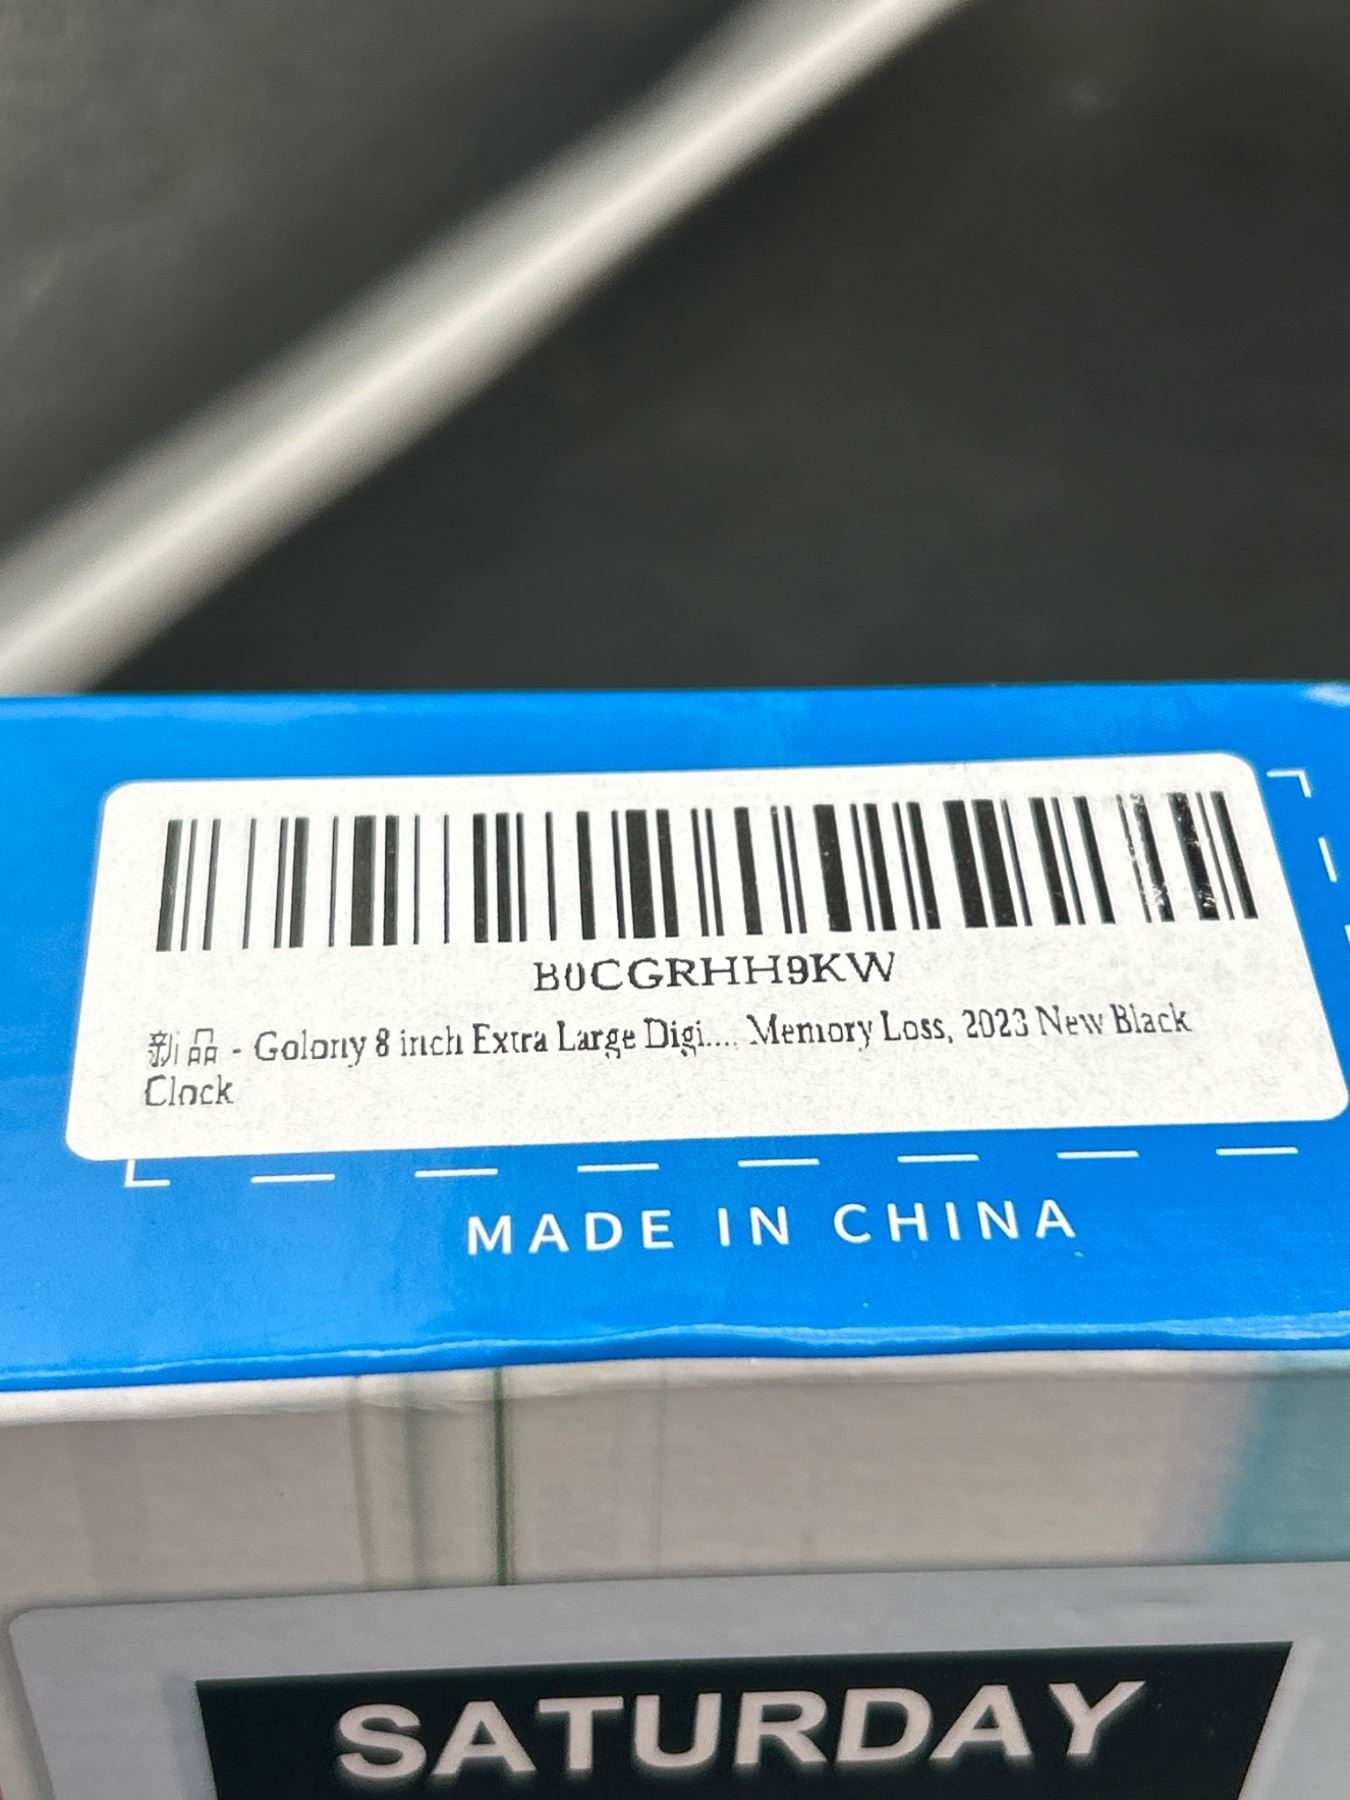 B0CGRHH9KW
新品 - Golony 8 inch Extra Large Digi.... Memory Loss, 2023 New Black
Clock
MADE IN CHINA
SATURDAY